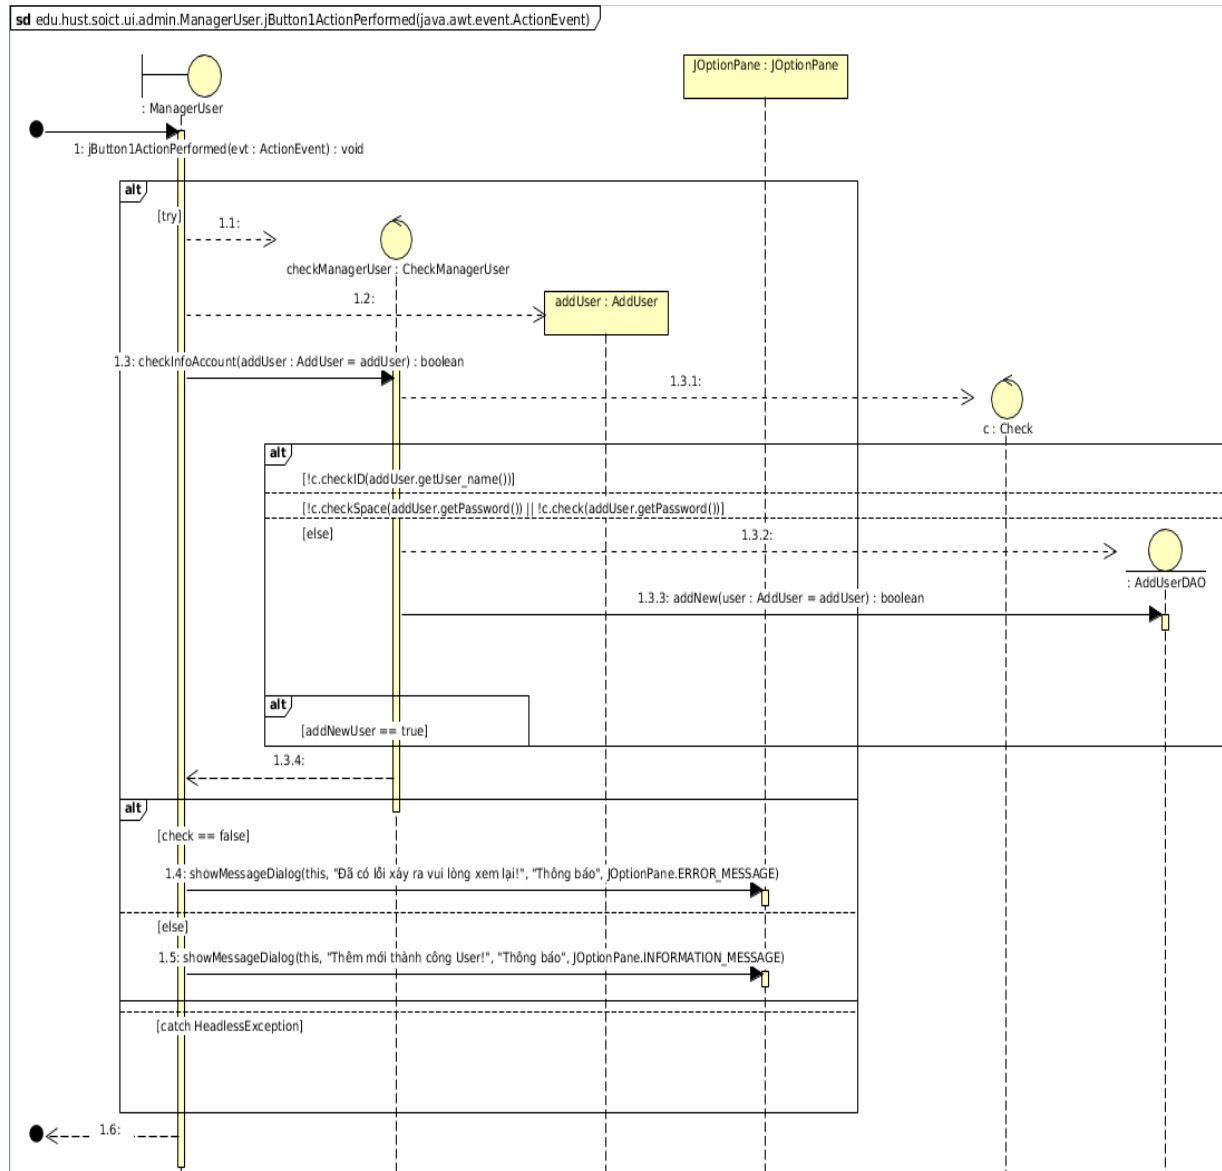 sd edu.hust.soict.ui.admin.ManagerUser.jButton1ActionPerformed(java.awt.event.ActionEvent)
JOptionPane : JOptionPane
: ManagerUser
1: jButton1ActionPerformed(evt : ActionEvent) : void
alt
[try]
1.1:
checkManagerUser : CheckManagerUser
1.2:
addUser : AddUser
1.3: checkInfoAccount(addUser : AddUser = addUser) : boolean
1.3.1:
c : Check
alt
[!c.checkID(addUser.getUser_name())]
[!c.checkSpace(addUser.getPassword()) || !c.check(addUser.getPassword())]
[else]
1.3.2:
: AddUserDAO
1.3.3: addNew(user : AddUser = addUser) : boolean
alt
[addNewUser == true]
1.3.4:
alt
[check == false]
1.4: showMessageDialog(this, "Đã có lỗi xảy ra vui lòng xem lại!", "Thông báo", JOptionPane.ERROR_MESSAGE)
[else]
1.5: showMessageDialog(this, "Thêm mới thành công User!", "Thông báo", JOptionPane.INFORMATION_MESSAGE)
[catch HeadlessException]
1.6: